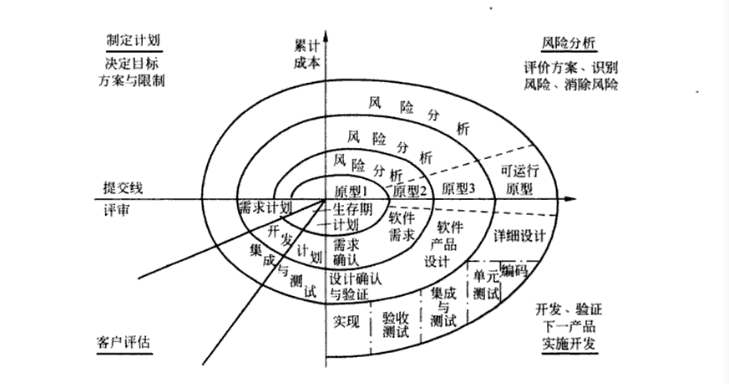 制定计划
决定目标
方案与限制
累计
成本
风险分析
评价方案、识别
风险、消除风险
风险分析
风险分析
风险分析
提交线
评审
原型1
原型2
原型3
可运行
原型
需求计划
生存期
计划
开发计划
集成与测试
需求
确认
软件
需求
软件
产品
设计
详细设计
设计确认
与验证
单元
测试
编码
集成
与
测试
实现
验收
测试
客户评估
开发、验证
下一产品
实施开发